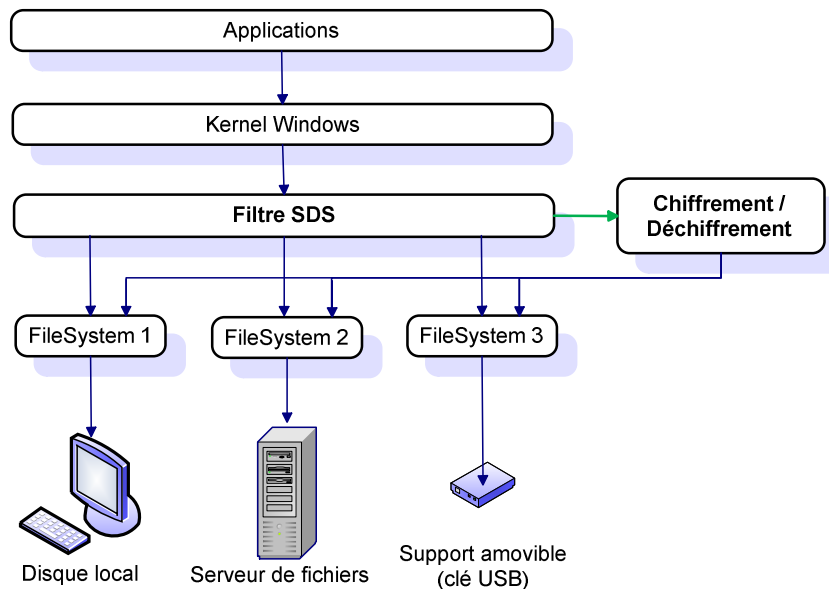 Applications
Kernel Windows
Filtre SDS
Chiffrement /
Déchiffrement
FileSystem 1
FileSystem 2
FileSystem 3
Disque local
Serveur de fichiers
Support amovible
(clé USB)